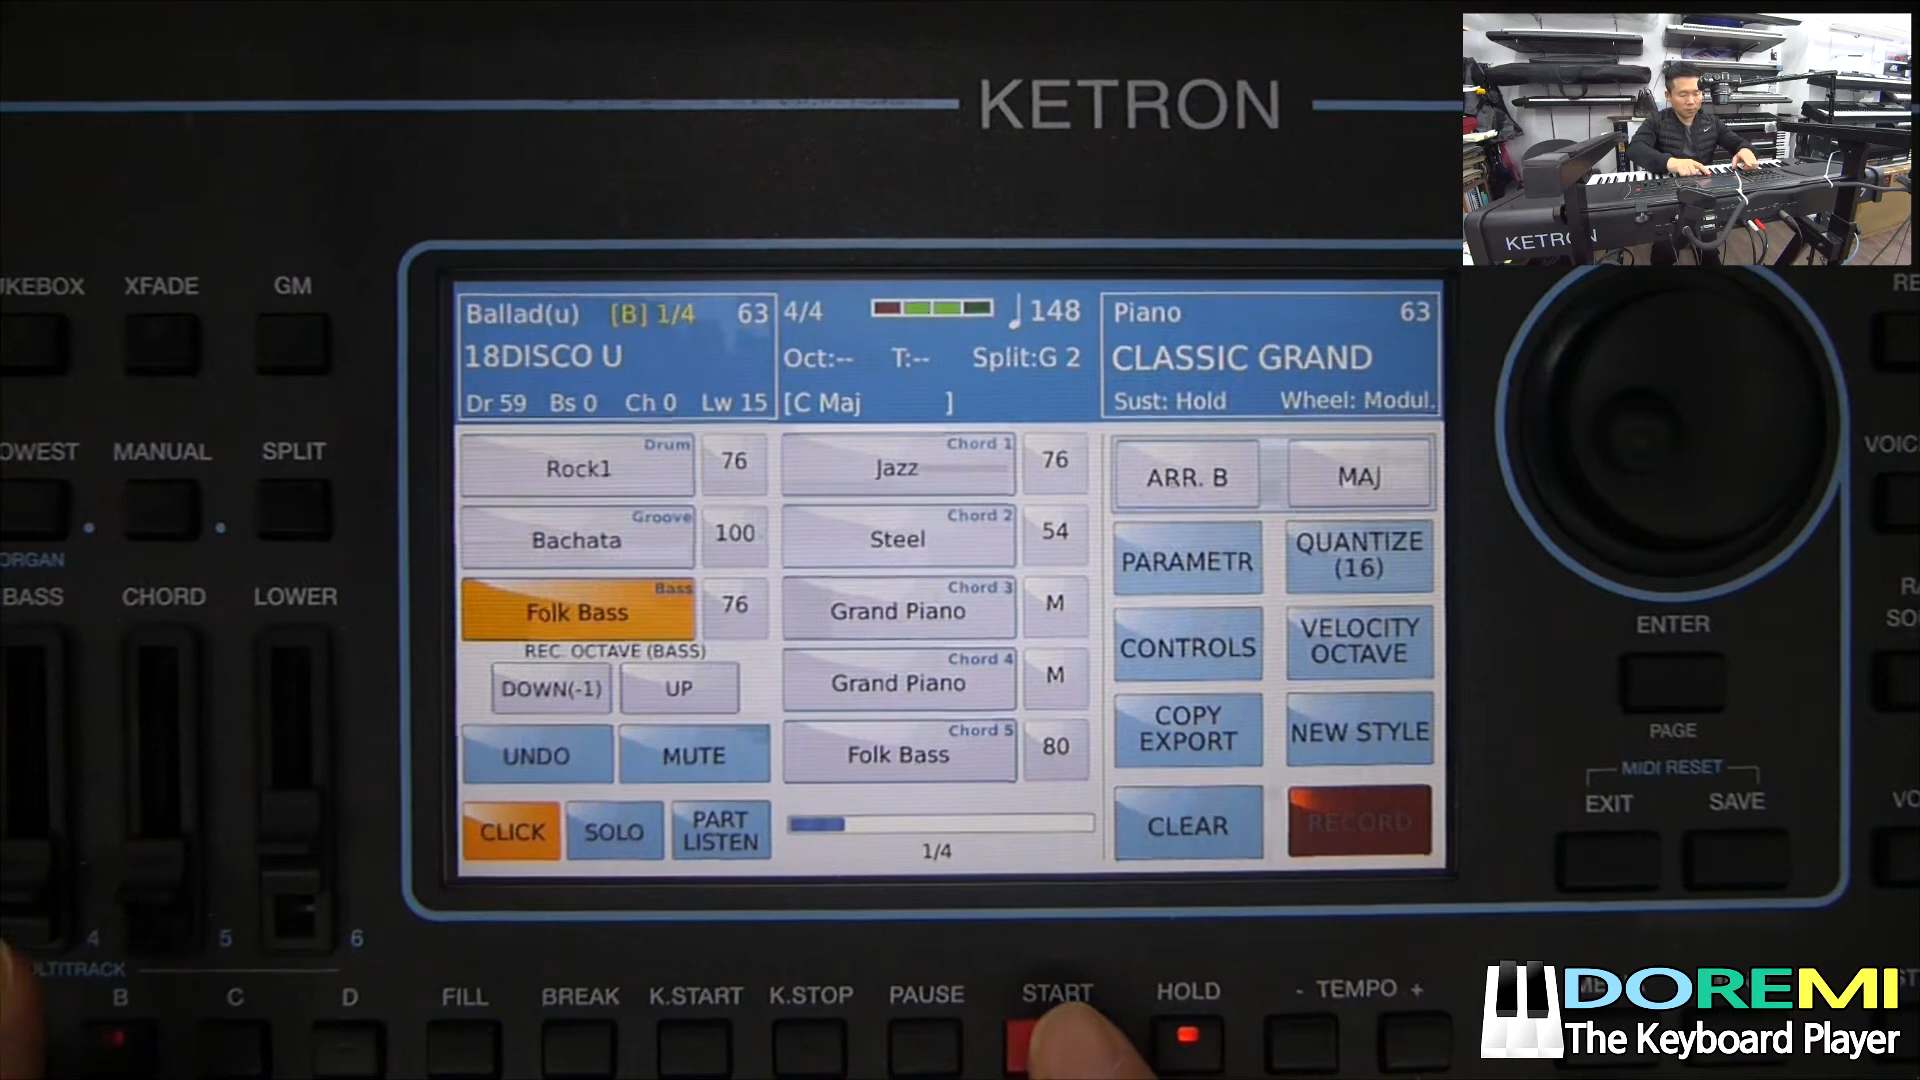 KETRON
KETRON
XFADE
GM
MANUAL
SPLIT
ORGAN
BASS
CHORD
LOWER
4
5
6
B
C
D
FILL
BREAK
K.START
K.STOP
PAUSE
START
HOLD
- TEMPO +
Ballad(u) [B] 1/4 63
18DISCO U
Dr 59 Bs 0 Ch 0 Lw 15
4/4 148
Oct:-- T:-- Split:G 2
[C Maj ]
Piano 63
CLASSIC GRAND
Sust: Hold Wheel: Modul.
Drum
Rock1
76
Groove
Bachata
100
Bass
Folk Bass
76
REC. OCTAVE (BASS)
DOWN(-1)
UP
UNDO
MUTE
CLICK
SOLO
PART
LISTEN
Chord 1
Jazz
76
Chord 2
Steel
54
Chord 3
Grand Piano
M
Chord 4
Grand Piano
M
Chord 5
Folk Bass
80
1/4
ARR. B
MAJ
PARAMETR
QUANTIZE
(16)
CONTROLS
VELOCITY
OCTAVE
COPY
EXPORT
NEW STYLE
CLEAR
RECORD
ENTER
PAGE
MIDI RESET
EXIT
SAVE
DOREMI
The Keyboard Player